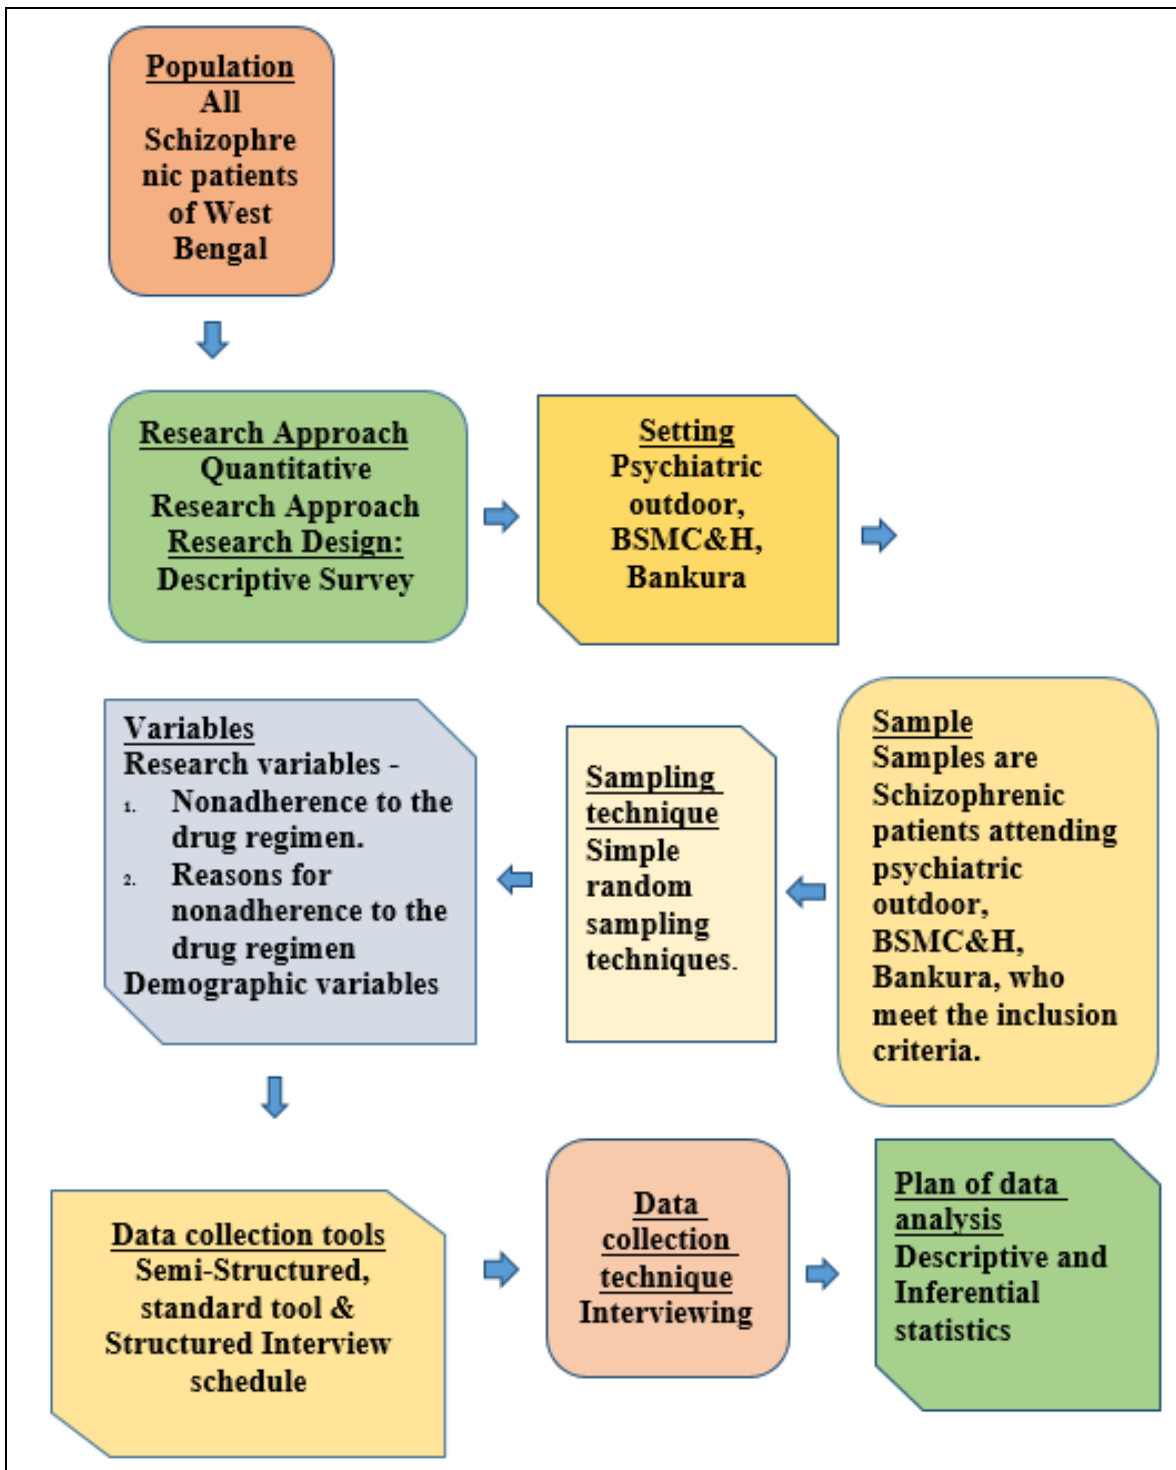 Population
All
Schizophre
nic patients
of West
Bengal
Research Approach
Quantitative
Research Approach
Research Design:
Descriptive Survey
Setting
Psychiatric
outdoor,
BSMC&H,
Bankura
Sample
Samples are
Schizophrenic
patients attending
psychiatric
outdoor,
BSMC&H,
Bankura, who
meet the inclusion
criteria.
Sampling
technique
Simple
random
sampling
techniques.
Variables
Research variables -
1. Nonadherence to the
drug regimen.
2. Reasons for
nonadherence to the
drug regimen
Demographic variables
Data collection tools
Semi-Structured,
standard tool &
Structured Interview
schedule
Data
collection
technique
Interviewing
Plan of data
analysis
Descriptive and
Inferential
statistics